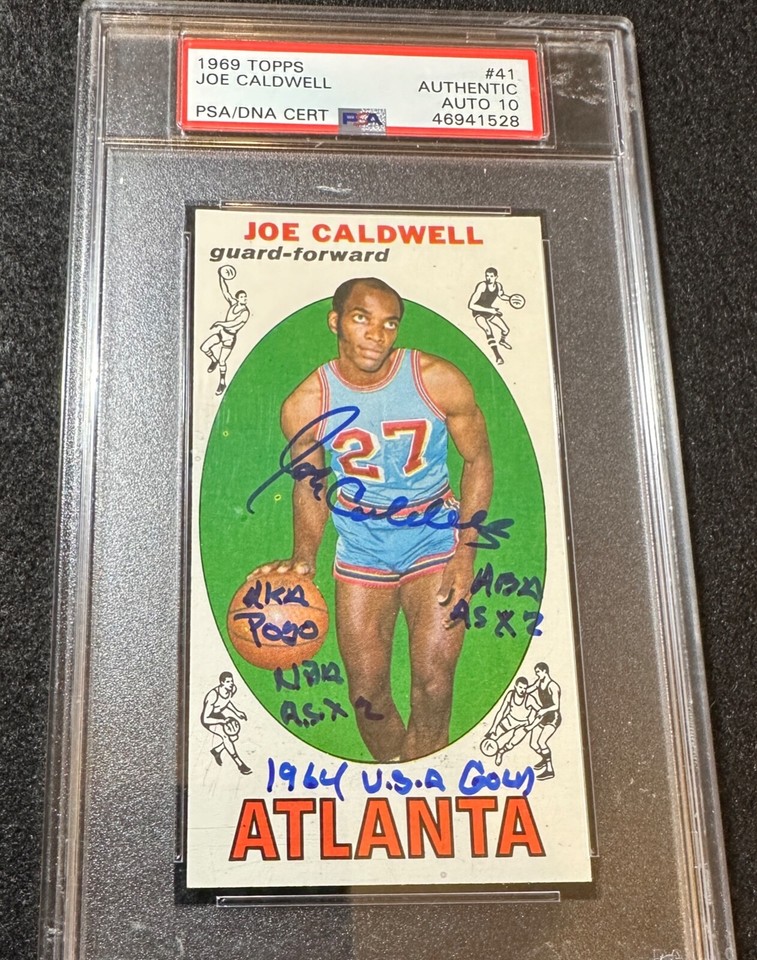 1969 TOPPS #41
JOE CALDWELL AUTHENTIC
AUTO 10
PSA/DNA CERT PSA 46941528
JOE CALDWELL
guard-forward
27
Joe Caldwell
AKA
Pogo
ABA
AS X 2
NBA
A.S. X 2
1964 U.S.A Gold
ATLANTA